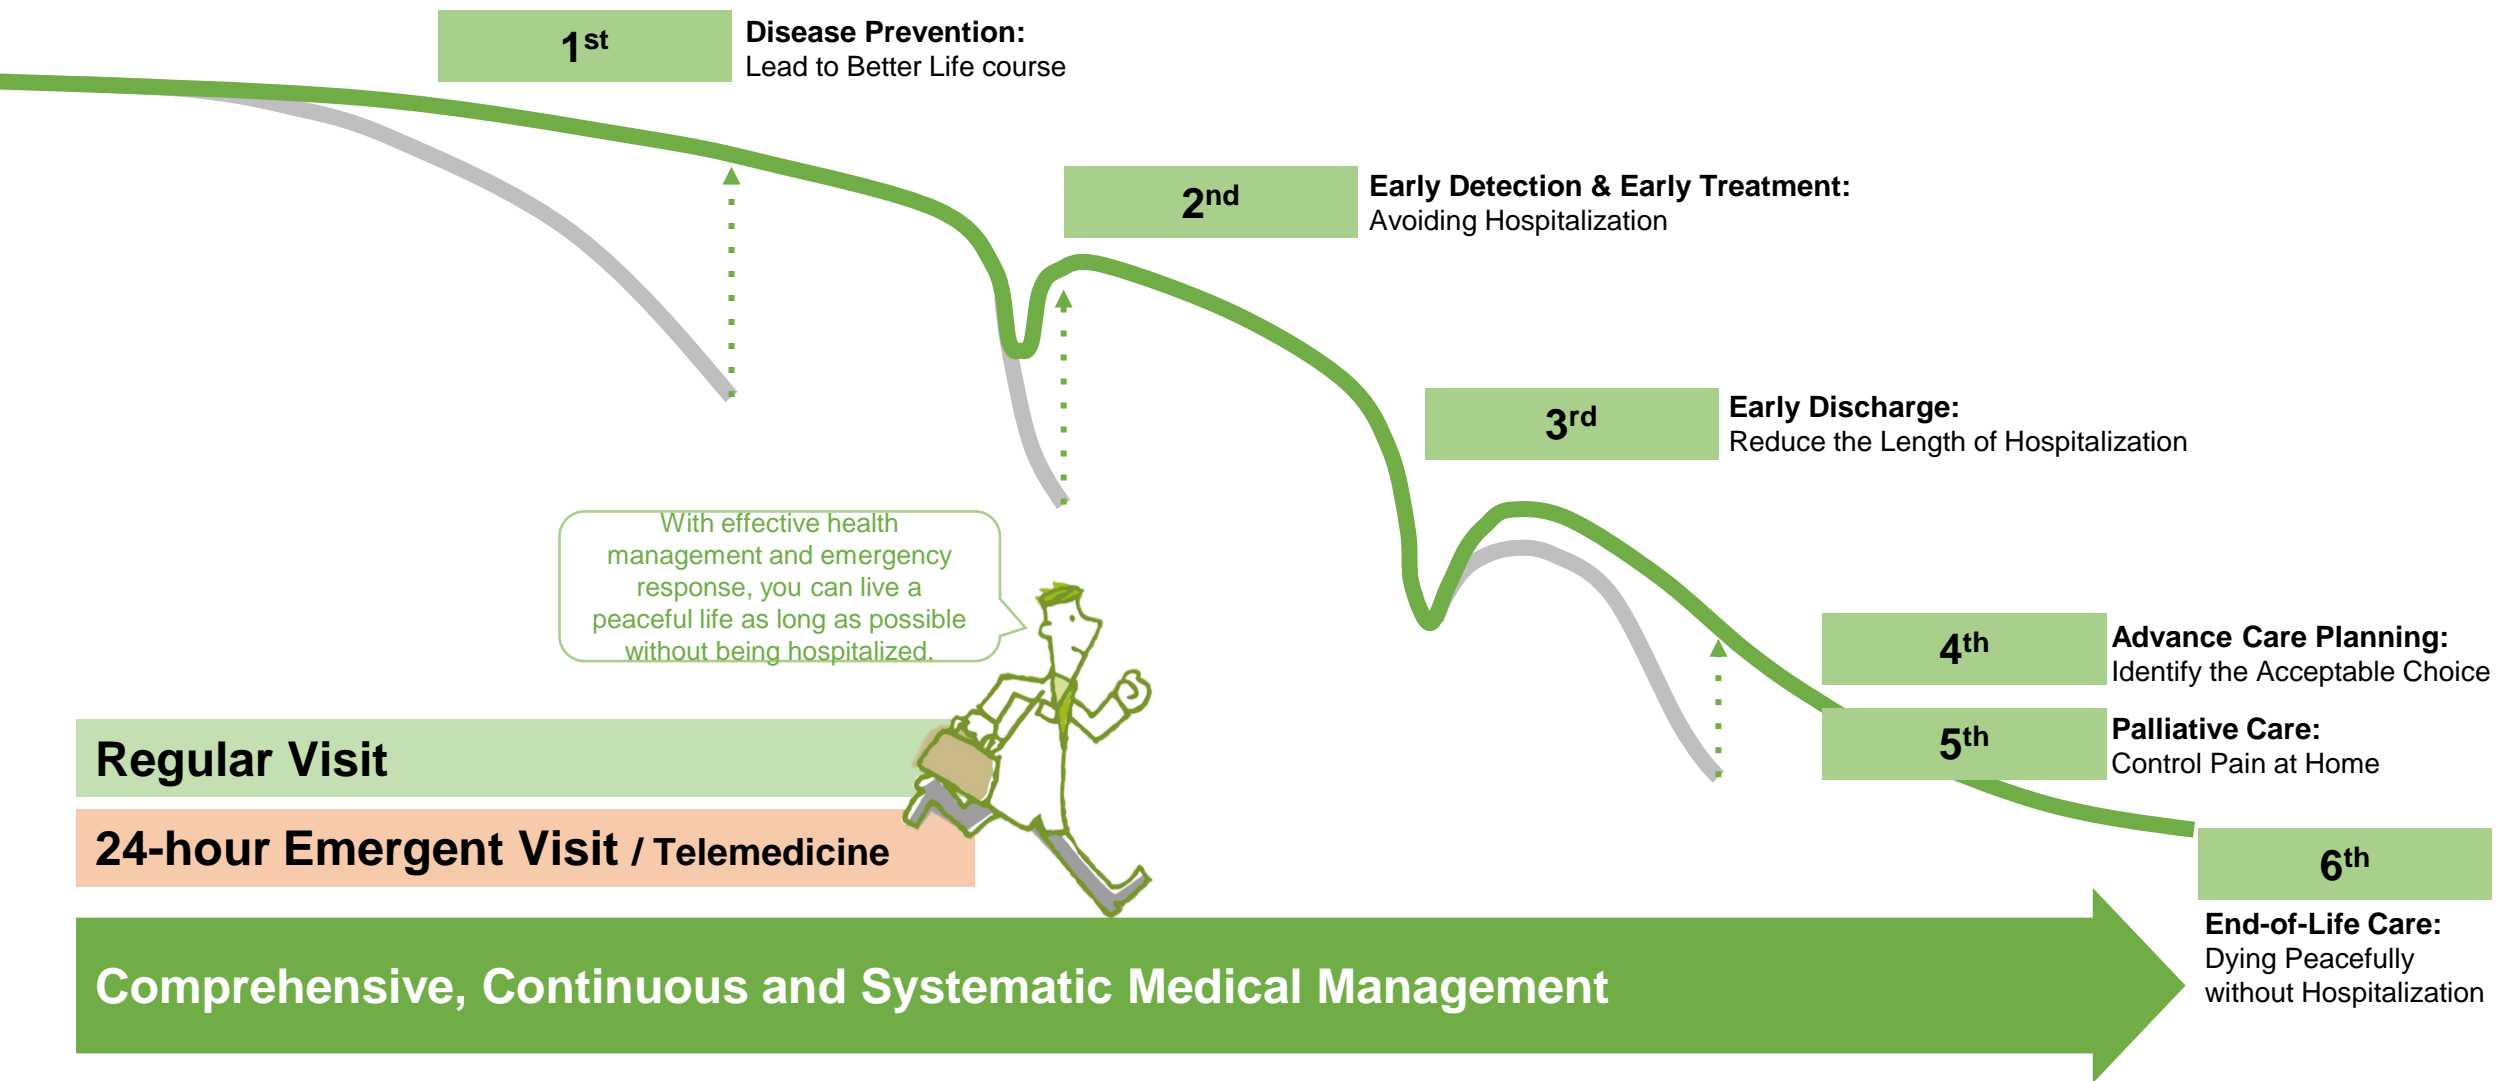 1st
Disease Prevention:
Lead to Better Life course
2nd
Early Detection & Early Treatment:
Avoiding Hospitalization
3rd
Early Discharge:
Reduce the Length of Hospitalization
With effective health
management and emergency
response, you can live a
peaceful life as long as possible
without being hospitalized.
4th
Advance Care Planning:
Identify the Acceptable Choice
5th
Palliative Care:
Control Pain at Home
Regular Visit
24-hour Emergent Visit / Telemedicine
6th
End-of-Life Care:
Dying Peacefully
without Hospitalization
Comprehensive, Continuous and Systematic Medical Management